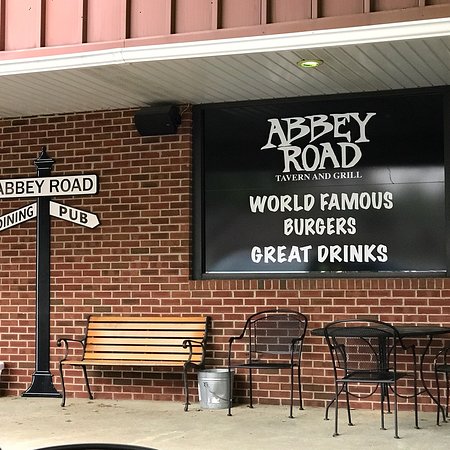 ABBEY ROAD
DINING
PUB
ABBEY
ROAD
TAVERN AND GRILL
WORLD FAMOUS
BURGERS
GREAT DRINKS